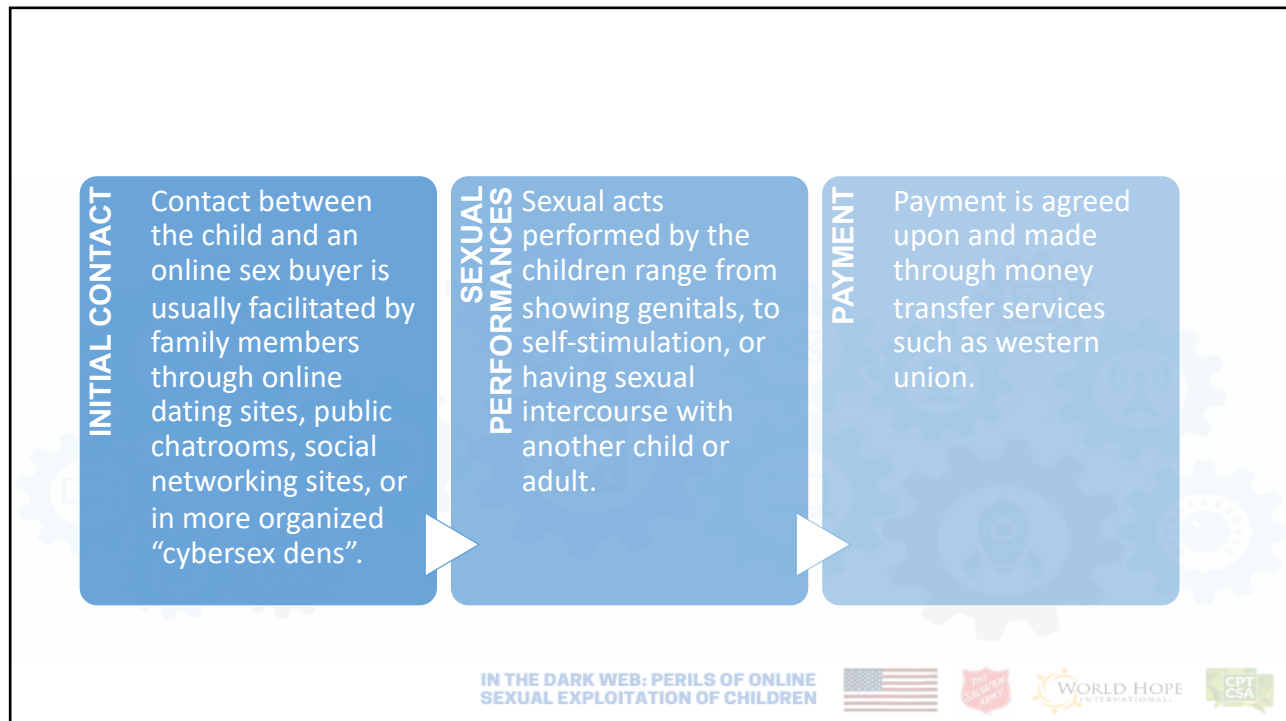 INITIAL CONTACT
Contact between
the child and an
online sex buyer is
usually facilitated by
family members
through online
dating sites, public
chatrooms, social
networking sites, or
in more organized
“cybersex dens”.
SEXUAL
PERFORMANCES
Sexual acts
performed by the
children range from
showing genitals, to
self-stimulation, or
having sexual
intercourse with
another child or
adult.
PAYMENT
Payment is agreed
upon and made
through money
transfer services
such as western
union.
IN THE DARK WEB: PERILS OF ONLINE
SEXUAL EXPLOITATION OF CHILDREN
THE
SALVATION
ARMY
WORLD HOPE
INTERNATIONAL.
CPT
CSA